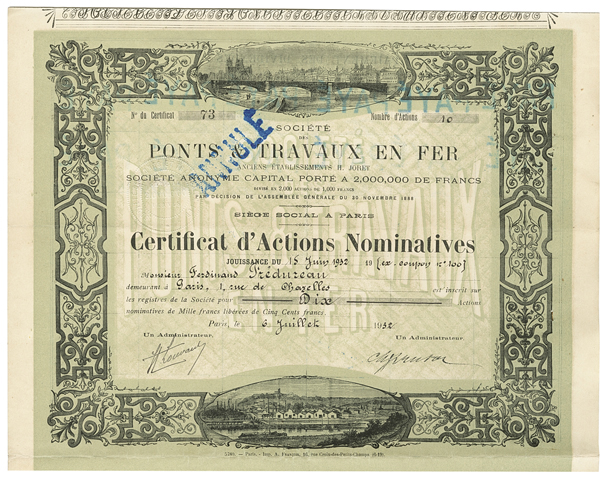 N° du Certificat 73 Nombre d'Actions 10
ANNULÉ
SOCIÉTÉ
DES
PONTS & TRAVAUX EN FER
ANCIENS ÉTABLISSEMENTS H. JORET
SOCIÉTÉ ANONYME CAPITAL PORTÉ A 2,000,000 DE FRANCS
DIVISÉ EN 2,000 ACTIONS DE 1,000 FRANCS
PAR DÉCISION DE L'ASSEMBLÉE GÉNÉRALE DU 30 NOVEMBRE 1888
SIÈGE SOCIAL A PARIS
Certificat d'Actions Nominatives
JOUISSANCE DU 15 Juin 1932 19 (ex-coupon n° 100)
Monsieur Ferdinand Prédureau
demeurant à Paris, 1, rue de Chazelles est inscrit sur
les registres de la Société pour Dix Actions
nominatives de Mille francs libérées de Cinq Cents francs.
Paris, le 6 Juillet 1932
Un Administrateur, Un Administrateur,
Paris. - Imp. A.